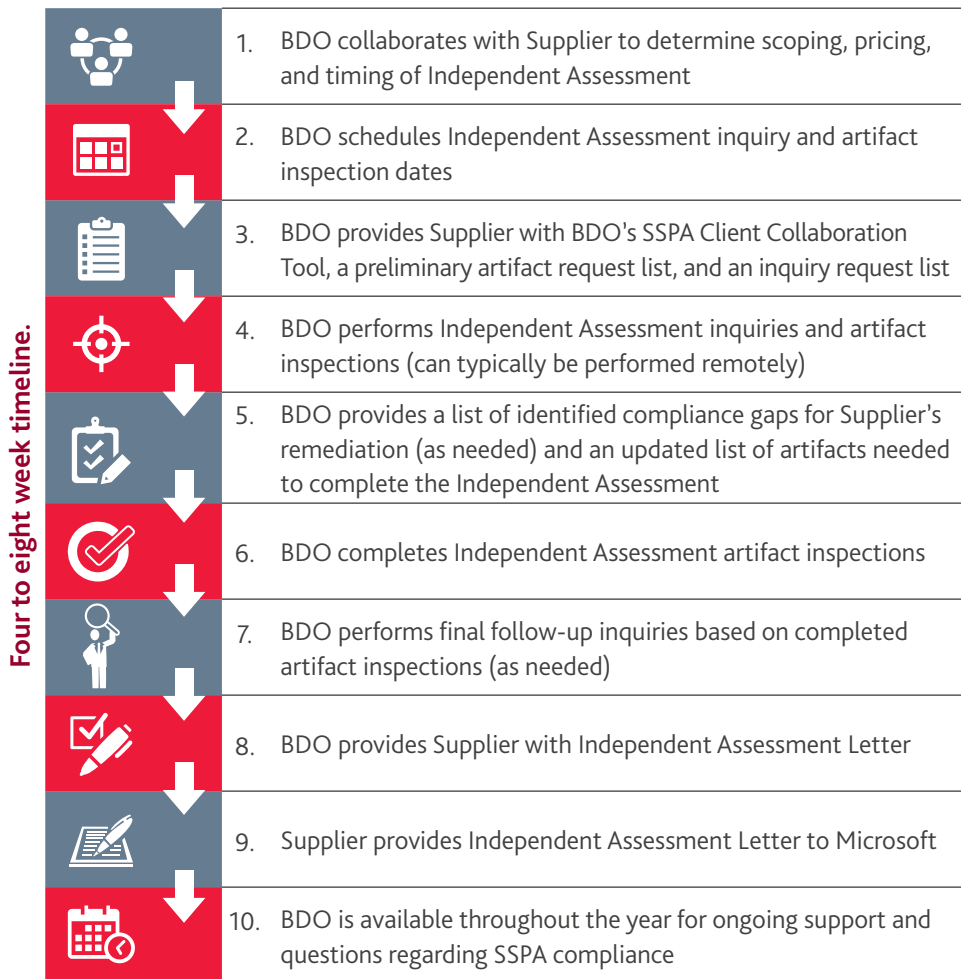 Four to eight week timeline.
1. BDO collaborates with Supplier to determine scoping, pricing,
and timing of Independent Assessment
2. BDO schedules Independent Assessment inquiry and artifact
inspection dates
3. BDO provides Supplier with BDO's SSPA Client Collaboration
Tool, a preliminary artifact request list, and an inquiry request list
4. BDO performs Independent Assessment inquiries and artifact
inspections (can typically be performed remotely)
5. BDO provides a list of identified compliance gaps for Supplier's
remediation (as needed) and an updated list of artifacts needed
to complete the Independent Assessment
6. BDO completes Independent Assessment artifact inspections
7. BDO performs final follow-up inquiries based on completed
artifact inspections (as needed)
8. BDO provides Supplier with Independent Assessment Letter
9. Supplier provides Independent Assessment Letter to Microsoft
10. BDO is available throughout the year for ongoing support and
questions regarding SSPA compliance